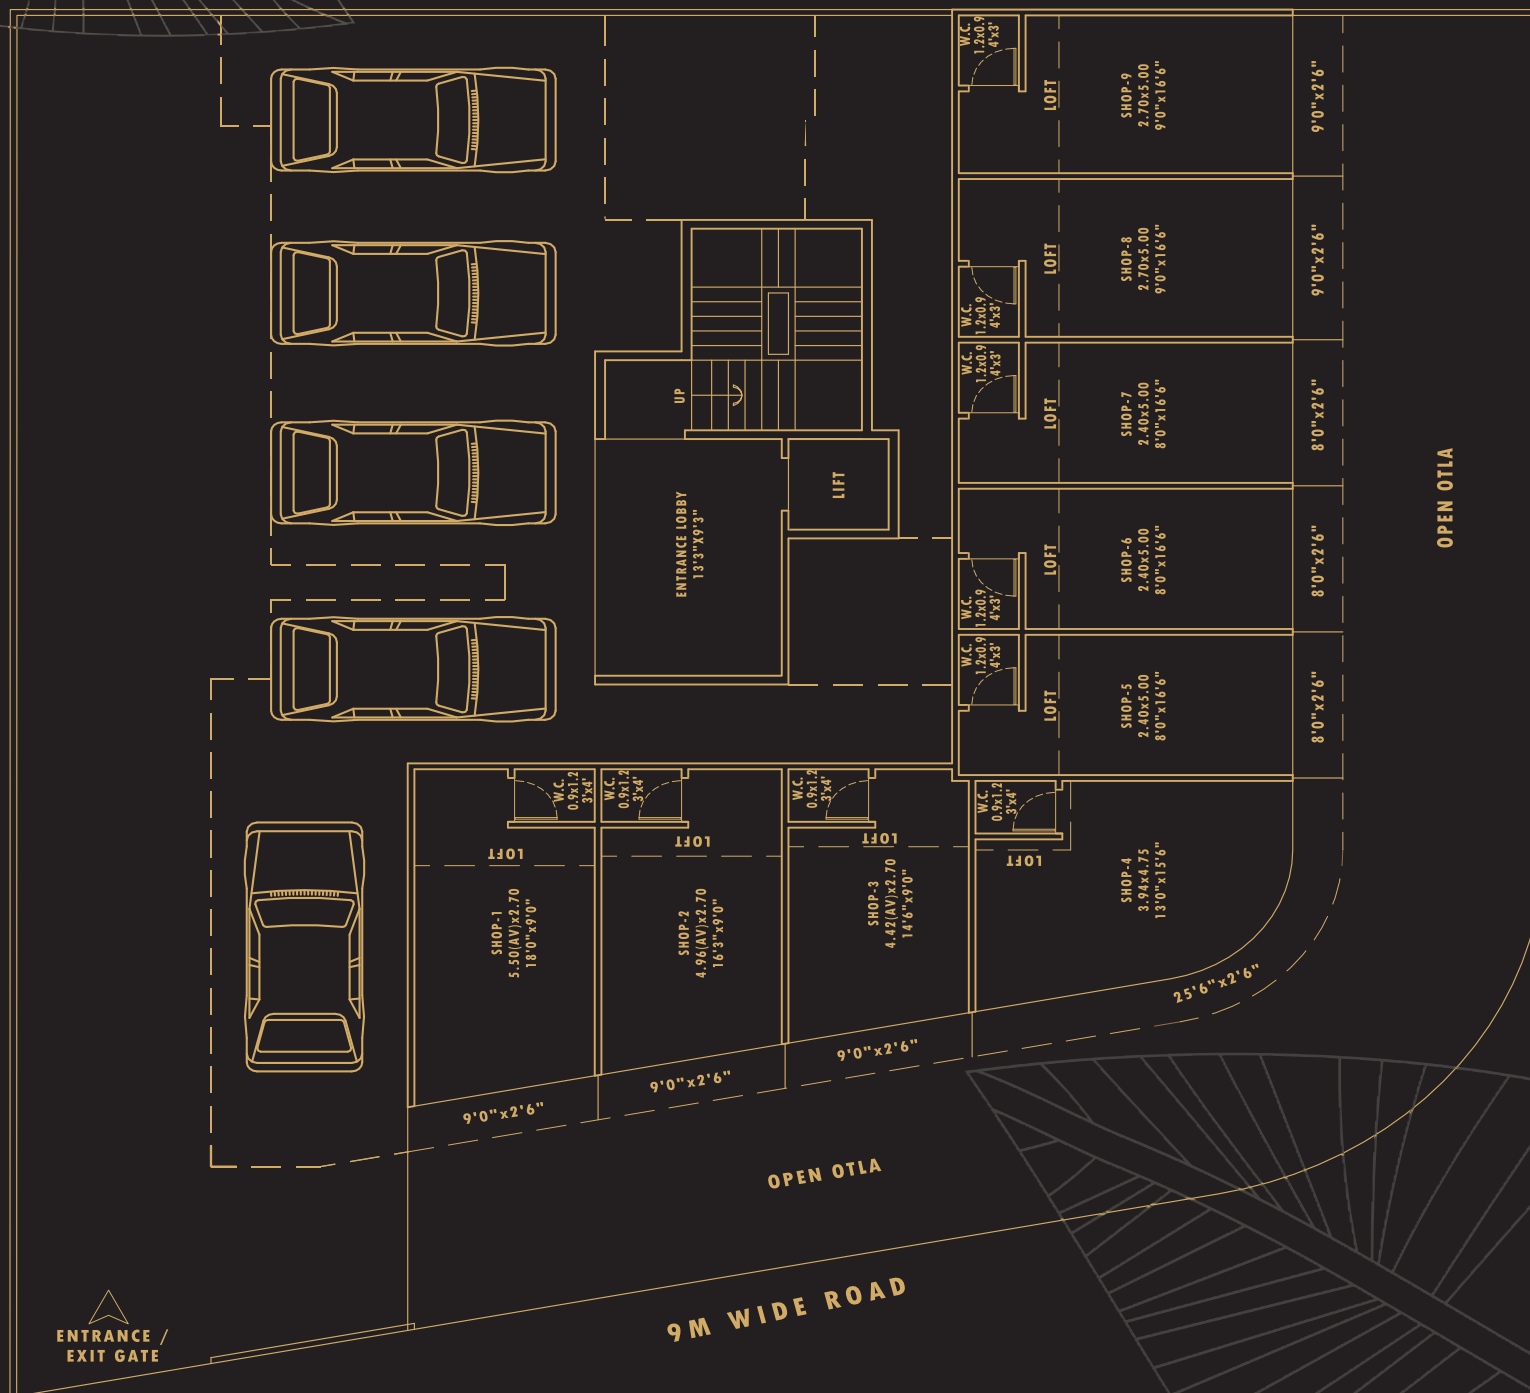 W.C.
1.2x0.9
4'x3'
LOFT
SHOP-9
2.70x5.00
9'0"x16'6"
9'0"x2'6"
W.C.
1.2x0.9
4'x3'
LOFT
SHOP-8
2.70x5.00
9'0"x16'6"
9'0"x2'6"
W.C.
1.2x0.9
4'x3'
LOFT
SHOP-7
2.40x5.00
8'0"x16'6"
8'0"x2'6"
UP
LIFT
ENTRANCE LOBBY
13'3"X9'3"
OPEN OTLA
W.C.
1.2x0.9
4'x3'
LOFT
SHOP-6
2.40x5.00
8'0"x16'6"
8'0"x2'6"
W.C.
1.2x0.9
4'x3'
LOFT
SHOP-5
2.40x5.00
8'0"x16'6"
8'0"x2'6"
W.C.
0.9x1.2
3'x4'
LOFT
SHOP-1
5.50(AV)x2.70
18'0"x9'0"
W.C.
0.9x1.2
3'x4'
LOFT
SHOP-2
4.96(AV)x2.70
16'3"x9'0"
W.C.
0.9x1.2
3'x4'
LOFT
SHOP-3
4.42(AV)x2.70
14'6"x9'0"
W.C.
0.9x1.2
3'x4'
LOFT
SHOP-4
3.94x4.75
13'0"x15'6"
25'6"x2'6"
9'0"x2'6"
9'0"x2'6"
9'0"x2'6"
OPEN OTLA
9M WIDE ROAD
ENTRANCE /
EXIT GATE